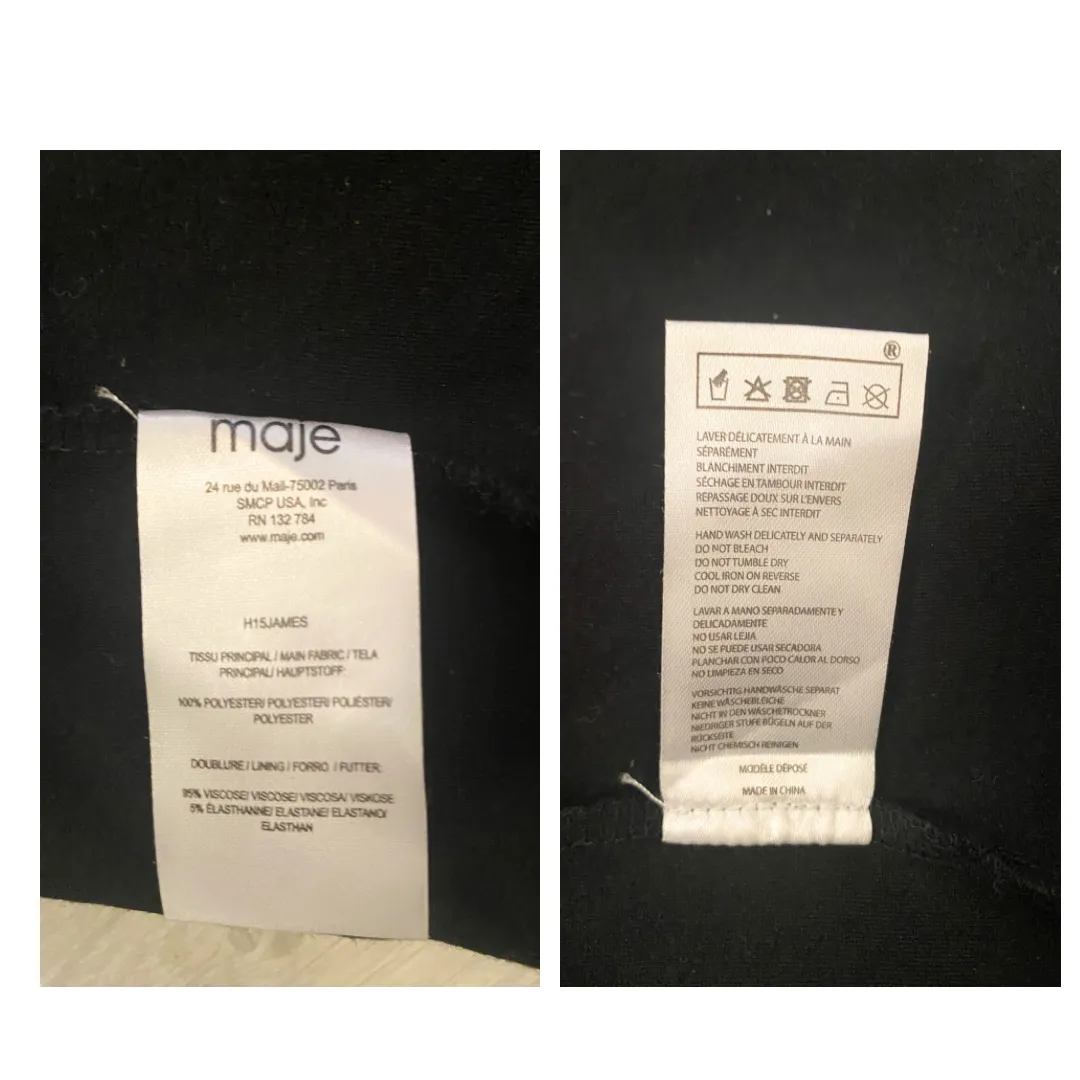 maje
24 rue du Mail-75002 Paris
SMCP USA, Inc
RN 132 784
www.maje.com
H15JAMES
TISSU PRINCIPAL / MAIN FABRIC / TELA
PRINCIPAL/ HAUPTSTOFF:
100% POLYESTER/ POLYESTER/ POLIÉSTER/
POLYESTER
DOUBLURE / LINING / FORRO / FUTTER:
95% VISCOSE/ VISCOSE/ VISCOSA/ VISKOSE
5% ÉLASTHANNE/ ELASTANE/ ELASTANO/
ELASTHAN
®
LAVER DÉLICATEMENT À LA MAIN
SÉPARÉMENT
BLANCHIMENT INTERDIT
SÉCHAGE EN TAMBOUR INTERDIT
REPASSAGE DOUX SUR L'ENVERS
NETTOYAGE À SEC INTERDIT
HAND WASH DELICATELY AND SEPARATELY
DO NOT BLEACH
DO NOT TUMBLE DRY
COOL IRON ON REVERSE
DO NOT DRY CLEAN
LAVAR A MANO SEPARADAMENTE Y
DELICADAMENTE
NO USAR LEJIA
NO SE PUEDE USAR SECADORA
PLANCHAR CON POCO CALOR AL DORSO
NO LIMPIEZA EN SECO
VORSICHTIG HANDWÄSCHE SEPARAT
KEINE WÄSCHEBLEICHE
NICHT IN DEN WÄSCHETROCKNER
NIEDRIGER STUFE BÜGELN AUF DER
RÜCKSEITE
NICHT CHEMISCH REINIGEN
MODÈLE DÉPOSÉ
MADE IN CHINA